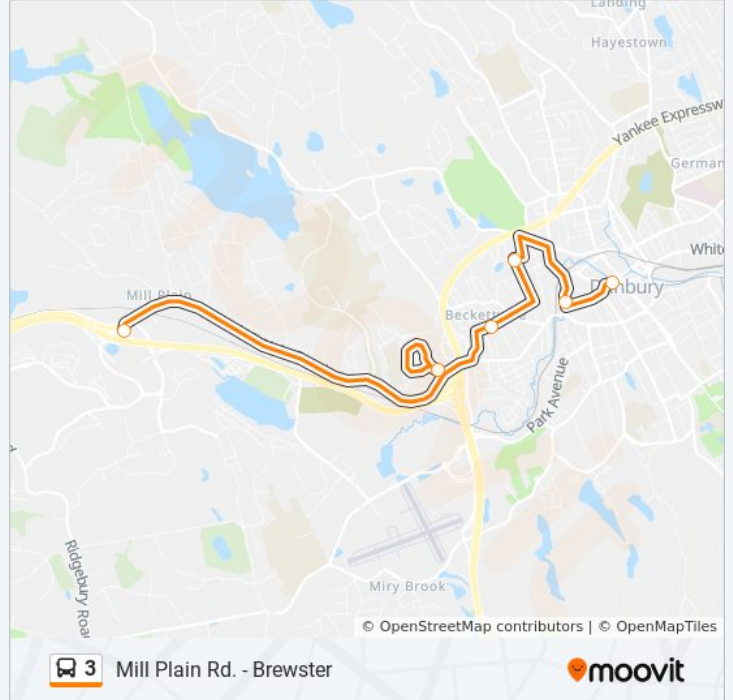 Landing
Hayestown
Yankee Expressw
German
White
Danbury
Mill Plain
Beckett
Park Avenue
Ridgebury Road
Miry Brook
© OpenStreetMap contributors | © OpenMapTiles
3 Mill Plain Rd. - Brewster
moovit